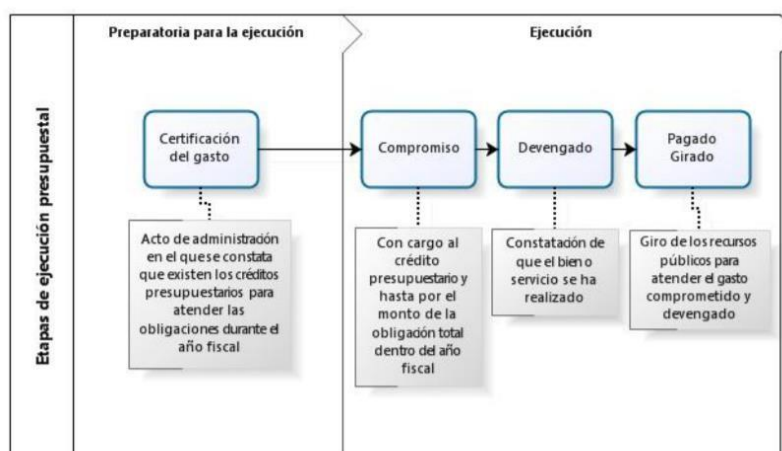 Preparatoria para la ejecución
Ejecución
Etapas de ejecución presupuestal
Certificación
del gasto
Compromiso
Devengado
Pagado
Girado
Acto de administración
en el que se constata
que existen los créditos
presupuestarios para
atender las
obligaciones durante el
año fiscal
Con cargo al
crédito
presupuestario y
hasta por el
monto de la
obligación total
dentro del año
fiscal
Constatación de
que el bien o
servicio se ha
realizado
Giro de los recursos
públicos para
atender el gasto
comprometido y
devengado